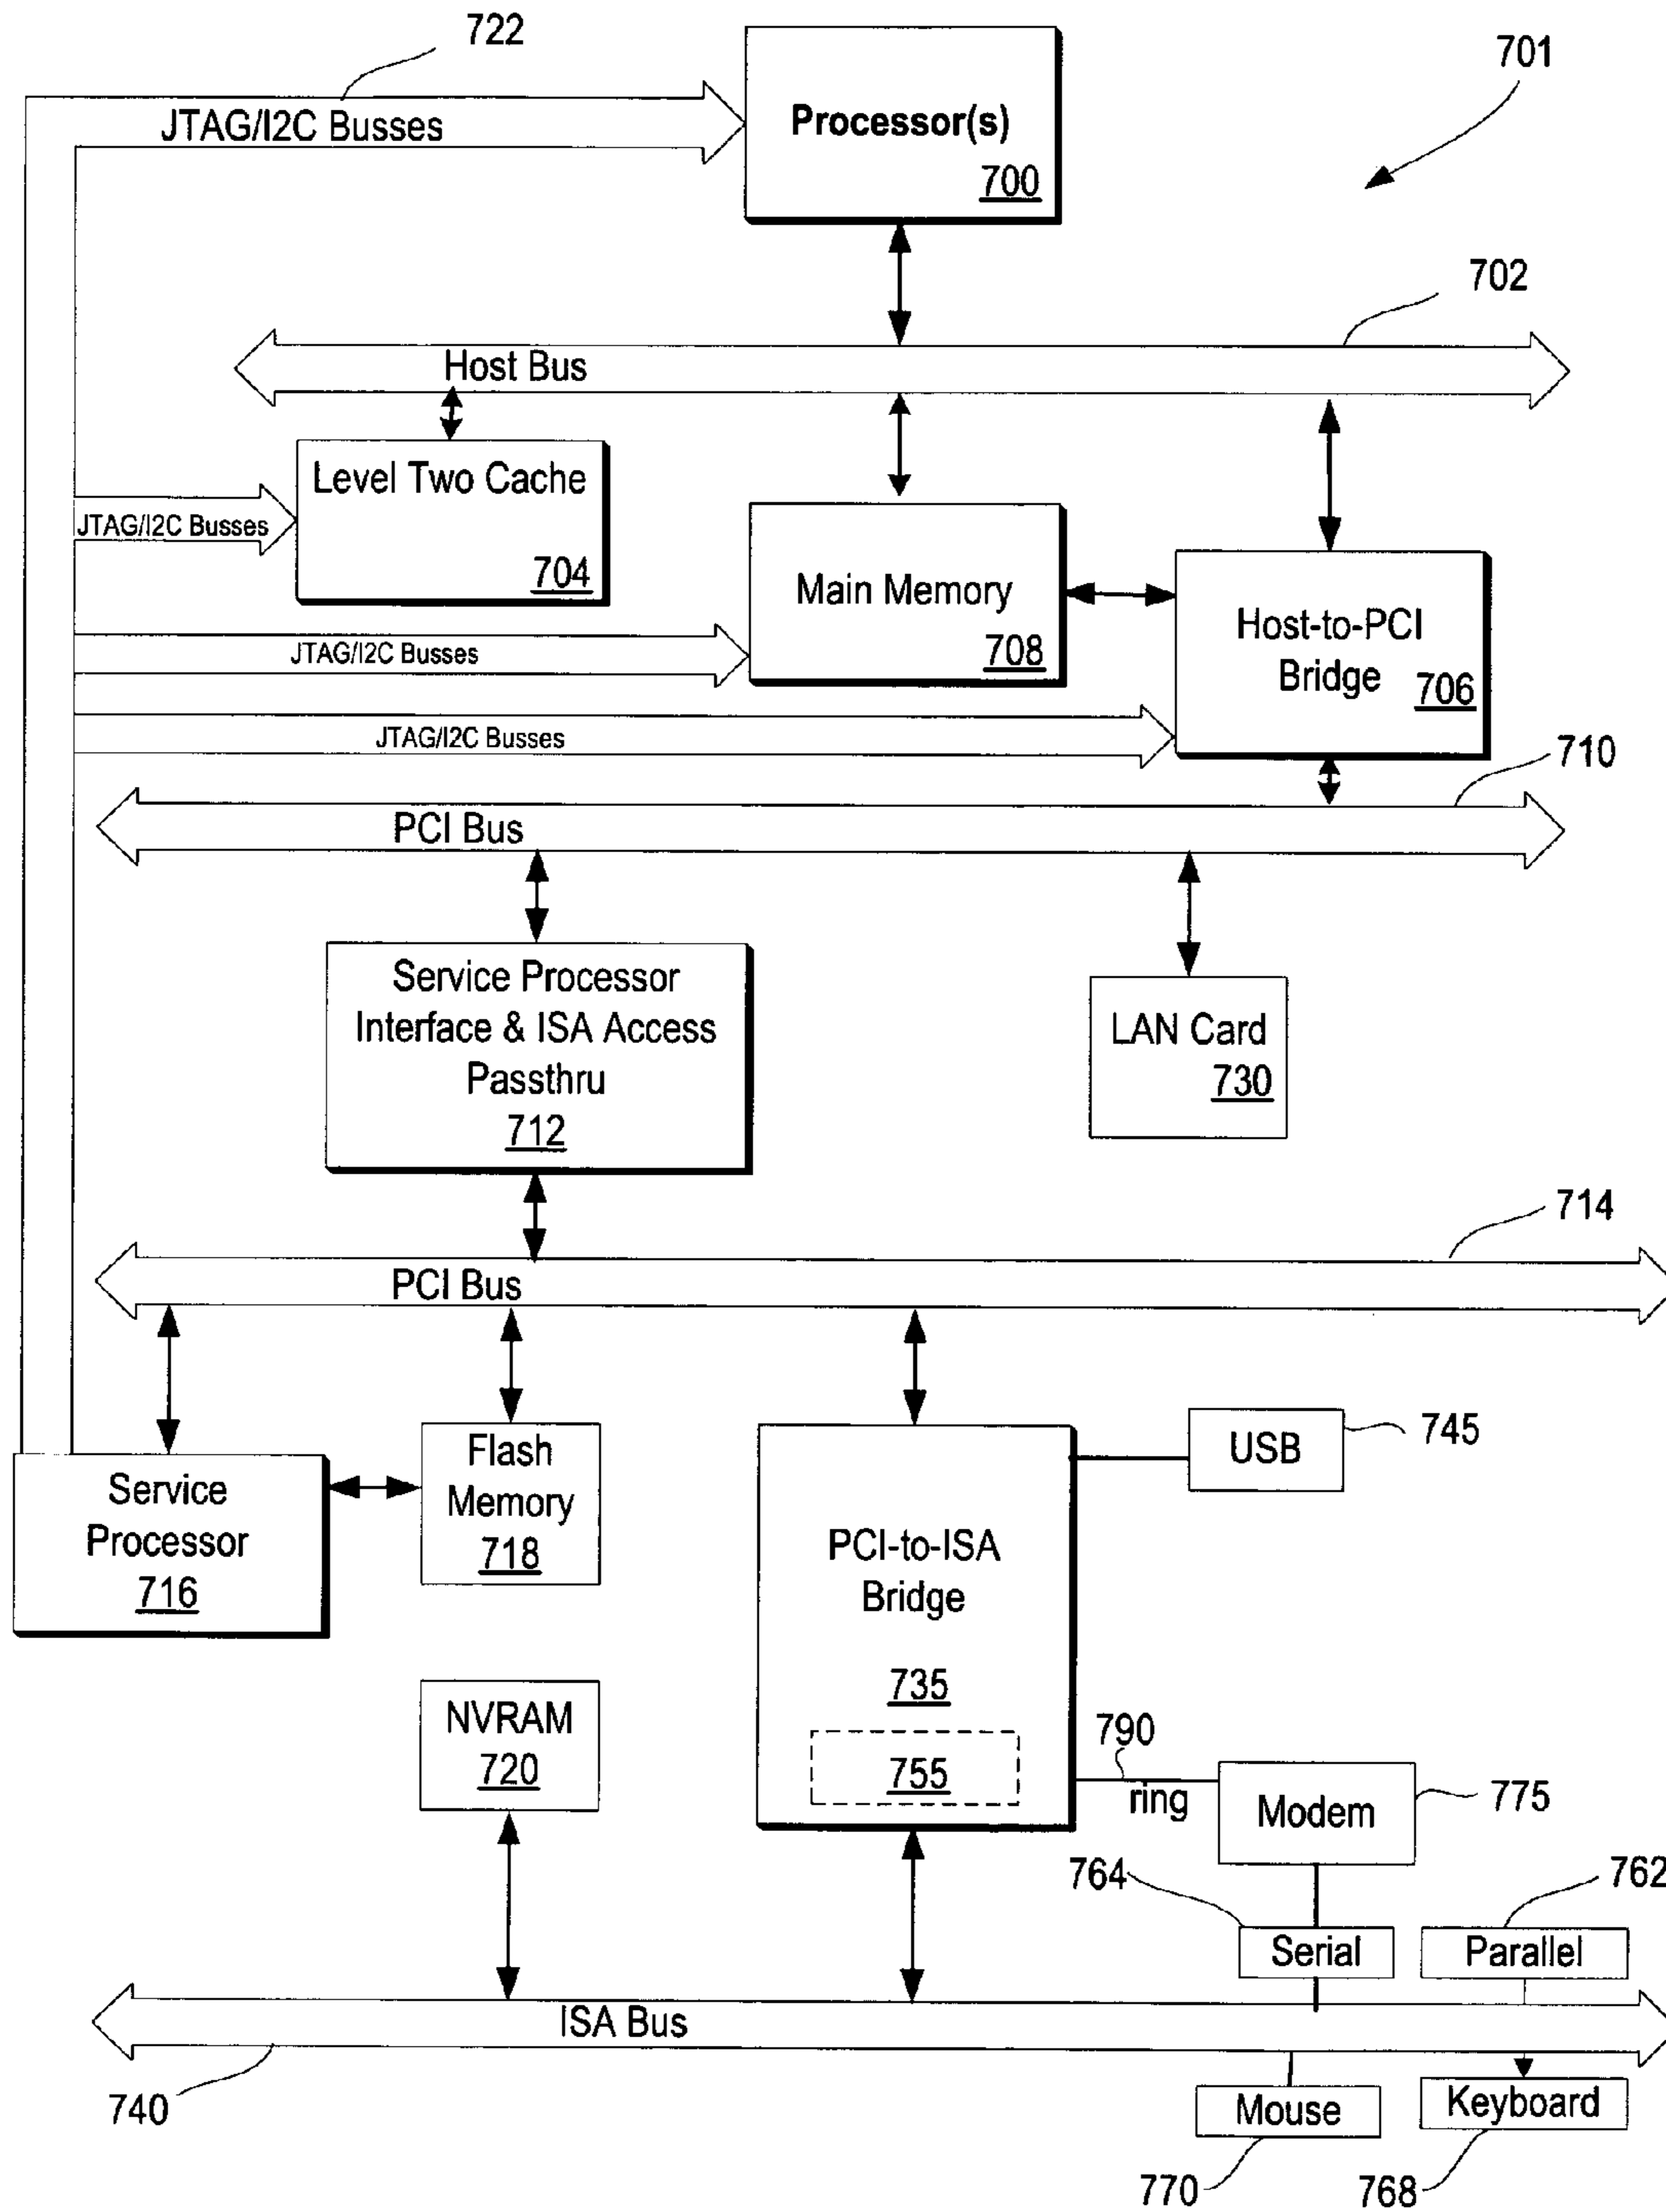 722
701
JTAG/I2C Busses
Processor(s)
700
702
Host Bus
Level Two Cache
704
JTAG/I2C Busses
Main Memory
708
Host-to-PCI
Bridge
706
JTAG/I2C Busses
JTAG/I2C Busses
710
PCI Bus
Service Processor
Interface & ISA Access
Passthru
712
LAN Card
730
714
PCI Bus
Service
Processor
716
Flash
Memory
718
PCI-to-ISA
Bridge
735
755
USB
745
NVRAM
720
790
ring
Modem
775
764
762
Serial
Parallel
ISA Bus
740
Mouse
Keyboard
770
768